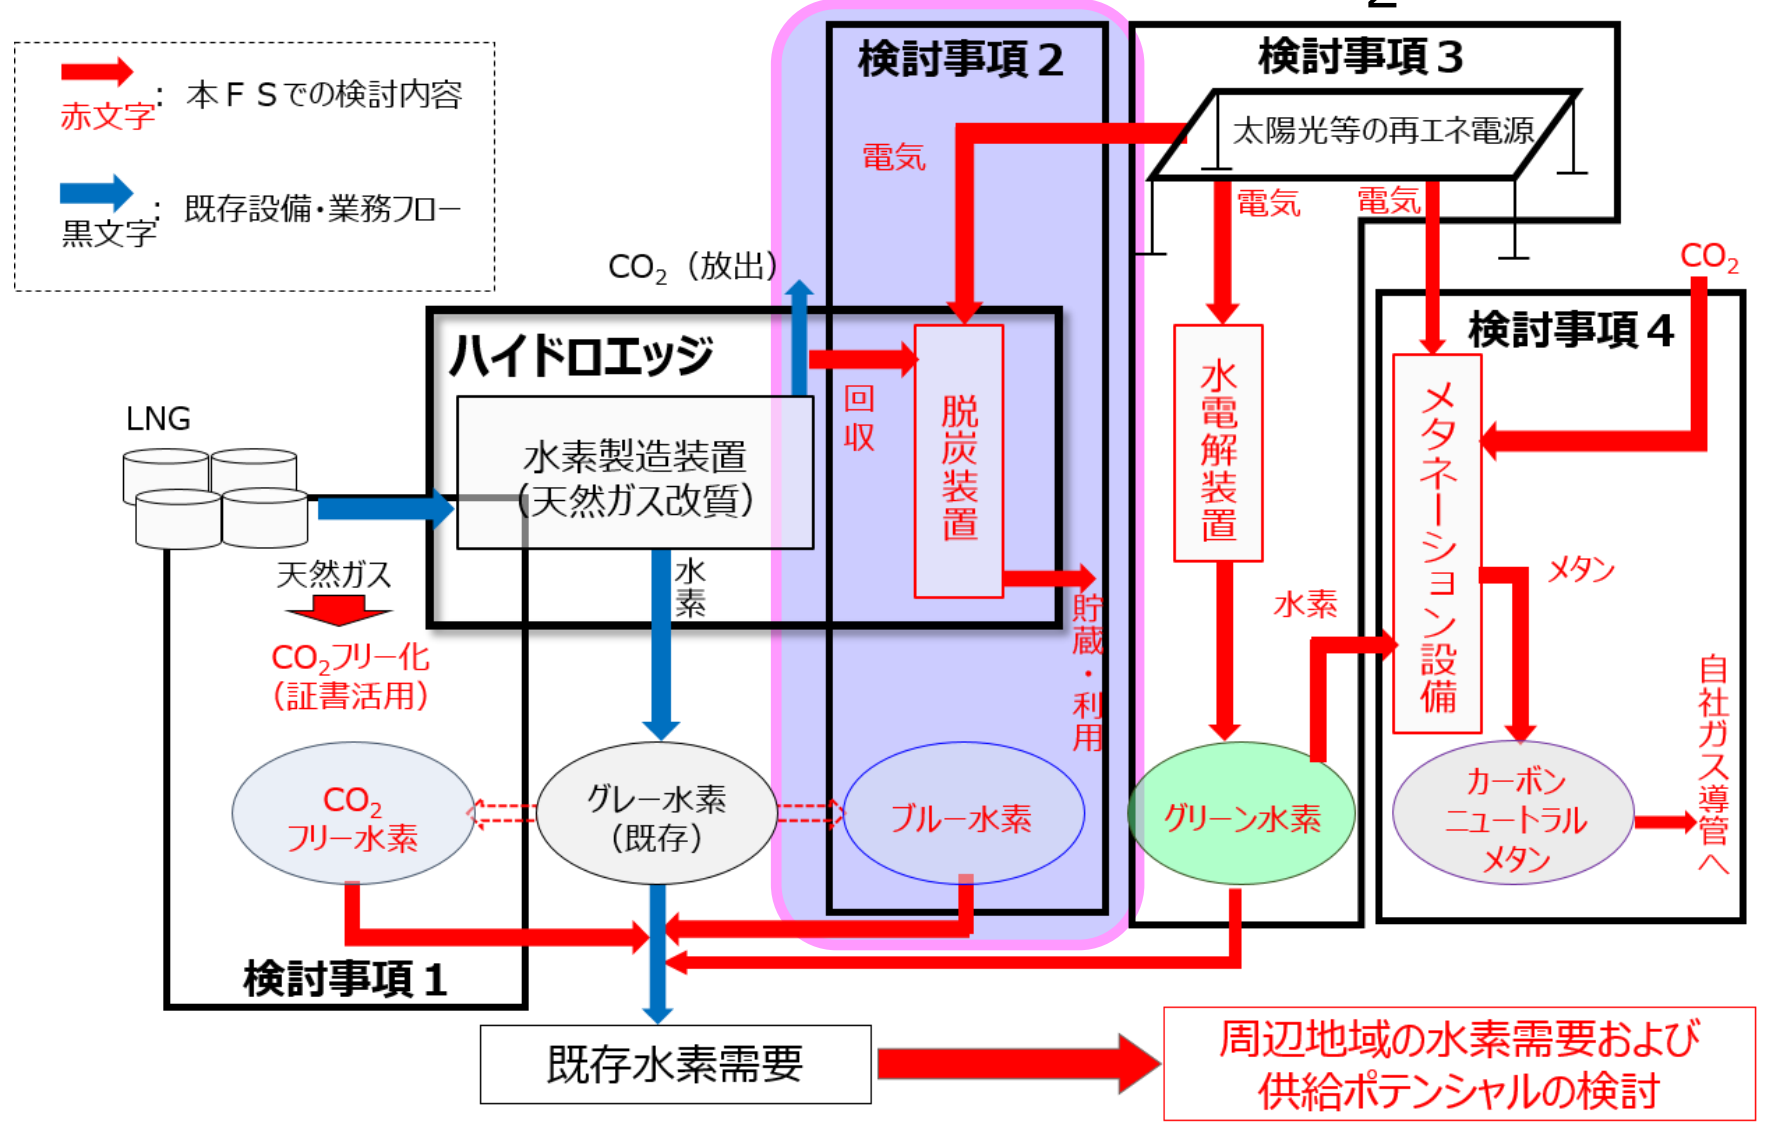 2
赤文字
： 本ＦＳでの検討内容
黒文字
： 既存設備・業務フロー
検討事項２
検討事項３
太陽光等の再エネ電源
電気
電気
電気
CO2（放出）
CO2
ハイドロエッジ
検討事項４
LNG
水素製造装置
（天然ガス改質）
回収
脱炭装置
水電解装置
メタネーション設備
天然ガス
水素
CO2フリー化
（証書活用）
貯蔵・利用
水素
メタン
自社ガス導管へ
CO2
フリー水素
グレー水素
（既存）
ブルー水素
グリーン水素
カーボン
ニュートラル
メタン
検討事項１
既存水素需要
周辺地域の水素需要および
供給ポテンシャルの検討